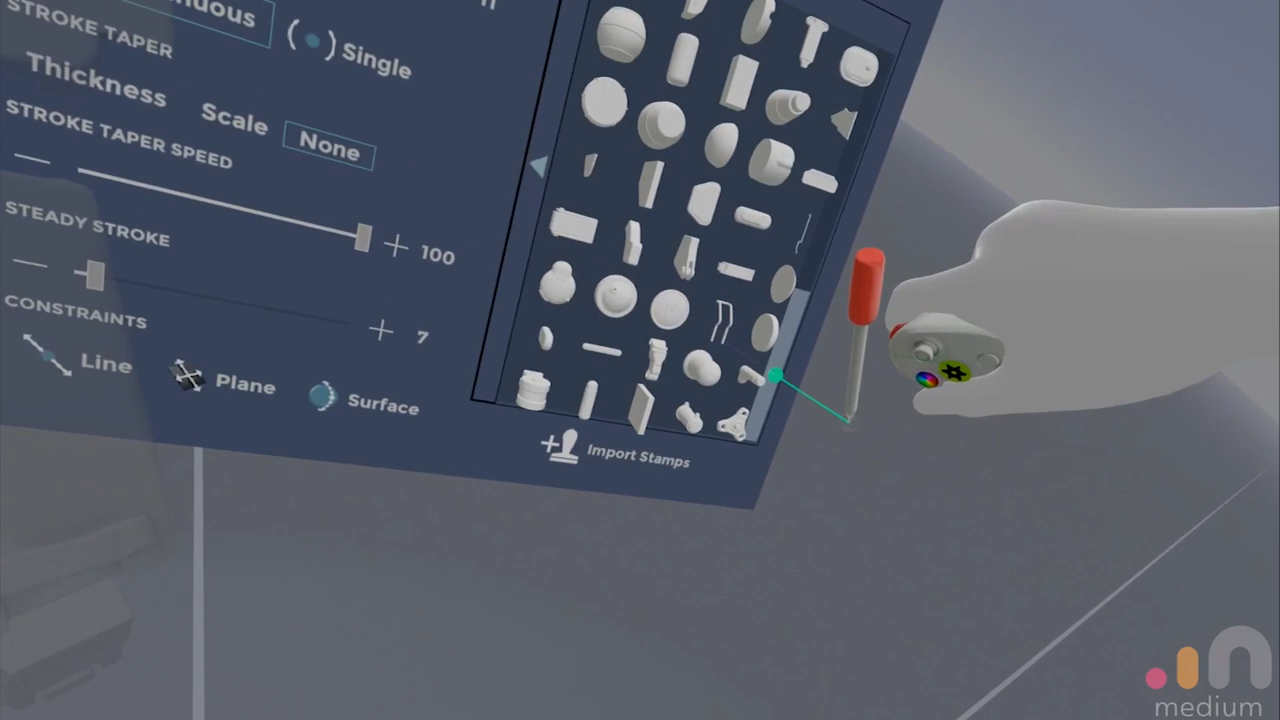 Single
STROKE TAPER
Thickness
Scale
None
STROKE TAPER SPEED
100
STEADY STROKE
7
CONSTRAINTS
Line
Plane
Surface
Import Stamps
medium